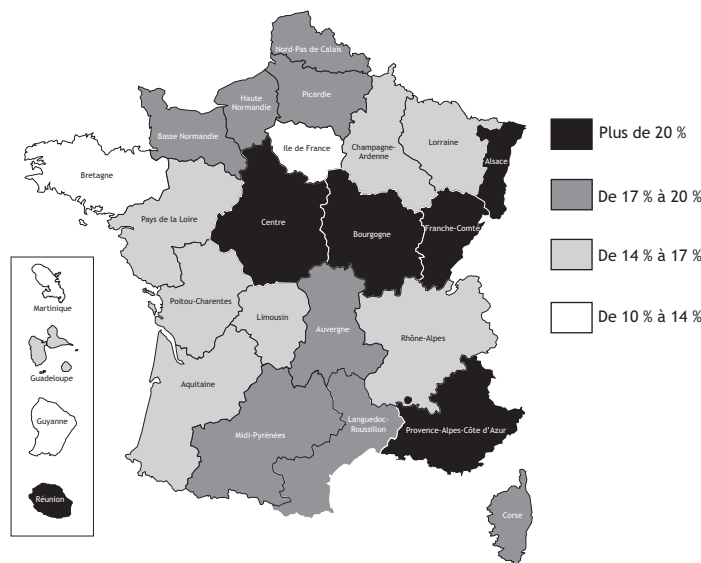 Nord-Pas de Calais
Haute
Normandie
Picardie
Basse Normandie
Ile de France
Champagne-
Ardenne
Lorraine
Alsace
Bretagne
Pays de la Loire
Centre
Bourgogne
Franche-Comté
Poitou-Charentes
Limousin
Auvergne
Rhône-Alpes
Aquitaine
Midi-Pyrénées
Languedoc-
Roussillon
Provence-Alpes-Côte d'Azur
Corse
Martinique
Guadeloupe
Guyanne
Réunion
Plus de 20 %
De 17 % à 20 %
De 14 % à 17 %
De 10 % à 14 %